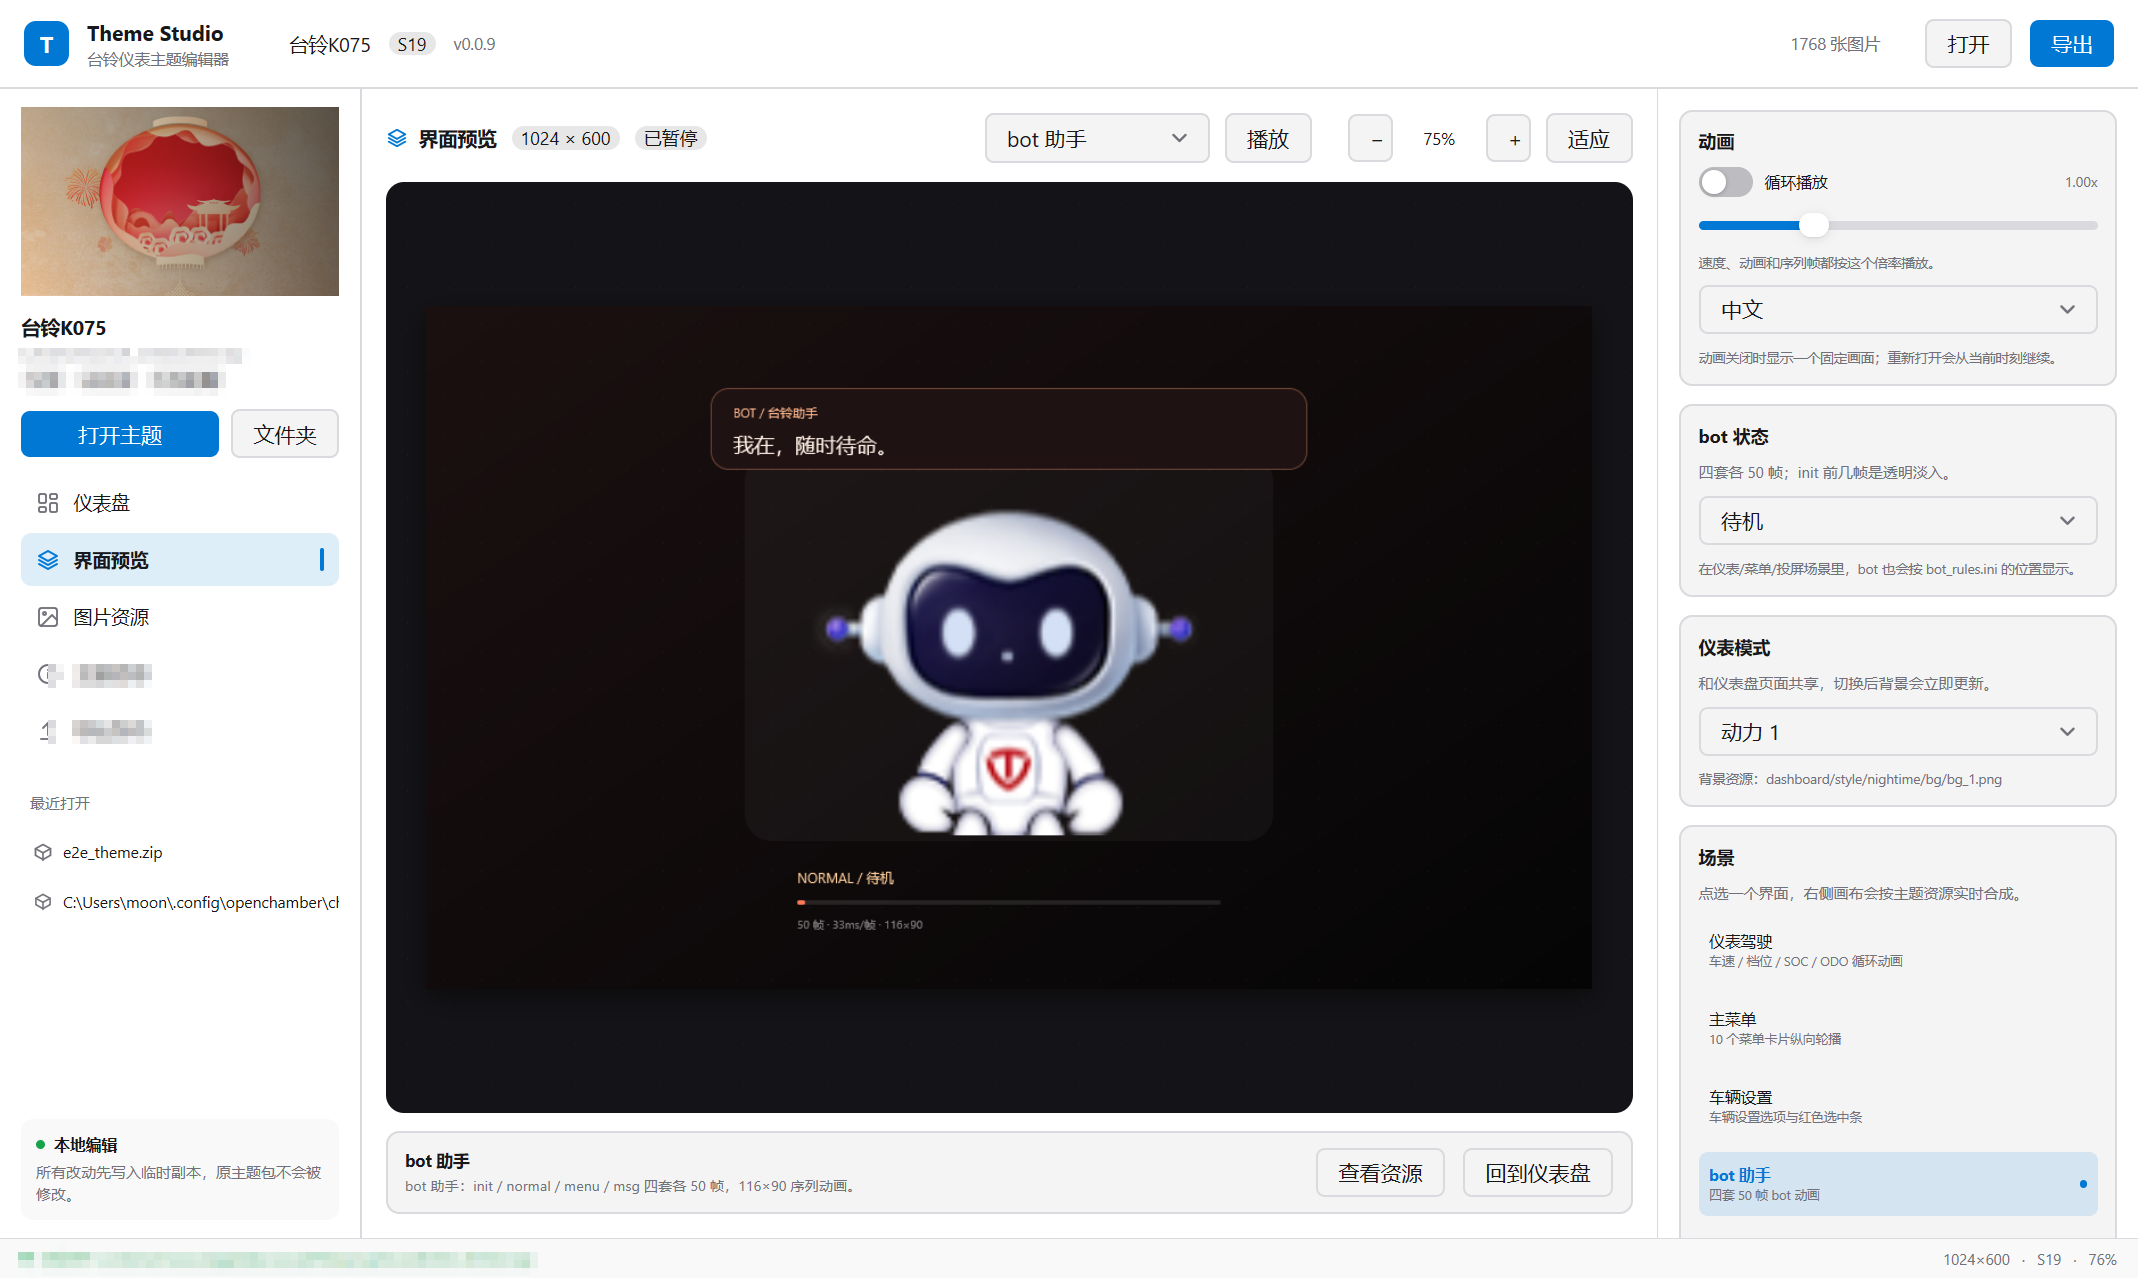 T
Theme Studio
台铃仪表主题编辑器
台铃K075 S19 v0.0.9
1768 张图片
打开
导出
台铃K075
打开主题
文件夹
仪表盘
界面预览
图片资源
最近打开
e2e_theme.zip
C:\Users\moon\.config\openchamber\cl
本地编辑
所有改动先写入临时副本，原主题包不会被
修改。
界面预览 1024 × 600 已暂停
bot 助手
播放
−
75%
+
适应
BOT / 台铃助手
我在，随时待命。
NORMAL / 待机
50 帧 · 33ms/帧 · 116×90
bot 助手
bot 助手：init / normal / menu / msg 四套各 50 帧，116×90 序列动画。
查看资源
回到仪表盘
动画
循环播放
1.00x
速度、动画和序列帧都按这个倍率播放。
中文
动画关闭时显示一个固定画面；重新打开会从当前时刻继续。
bot 状态
四套各 50 帧；init 前几帧是透明淡入。
待机
在仪表/菜单/投屏场景里，bot 也会按 bot_rules.ini 的位置显示。
仪表模式
和仪表盘页面共享，切换后背景会立即更新。
动力 1
背景资源：dashboard/style/nightime/bg/bg_1.png
场景
点选一个界面，右侧画布会按主题资源实时合成。
仪表驾驶
车速 / 档位 / SOC / ODO 循环动画
主菜单
10 个菜单卡片纵向轮播
车辆设置
车辆设置选项与红色选中条
bot 助手
四套 50 帧 bot 动画
1024×600 · S19 · 76%